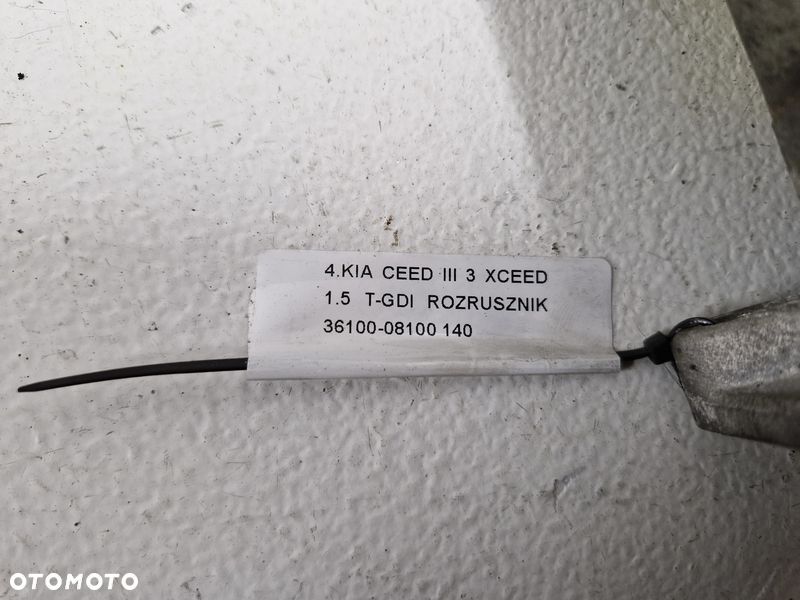 4.KIA CEED III 3 XCEED
1.5 T-GDI ROZRUSZNIK
36100-08100 140
OTOMOTO